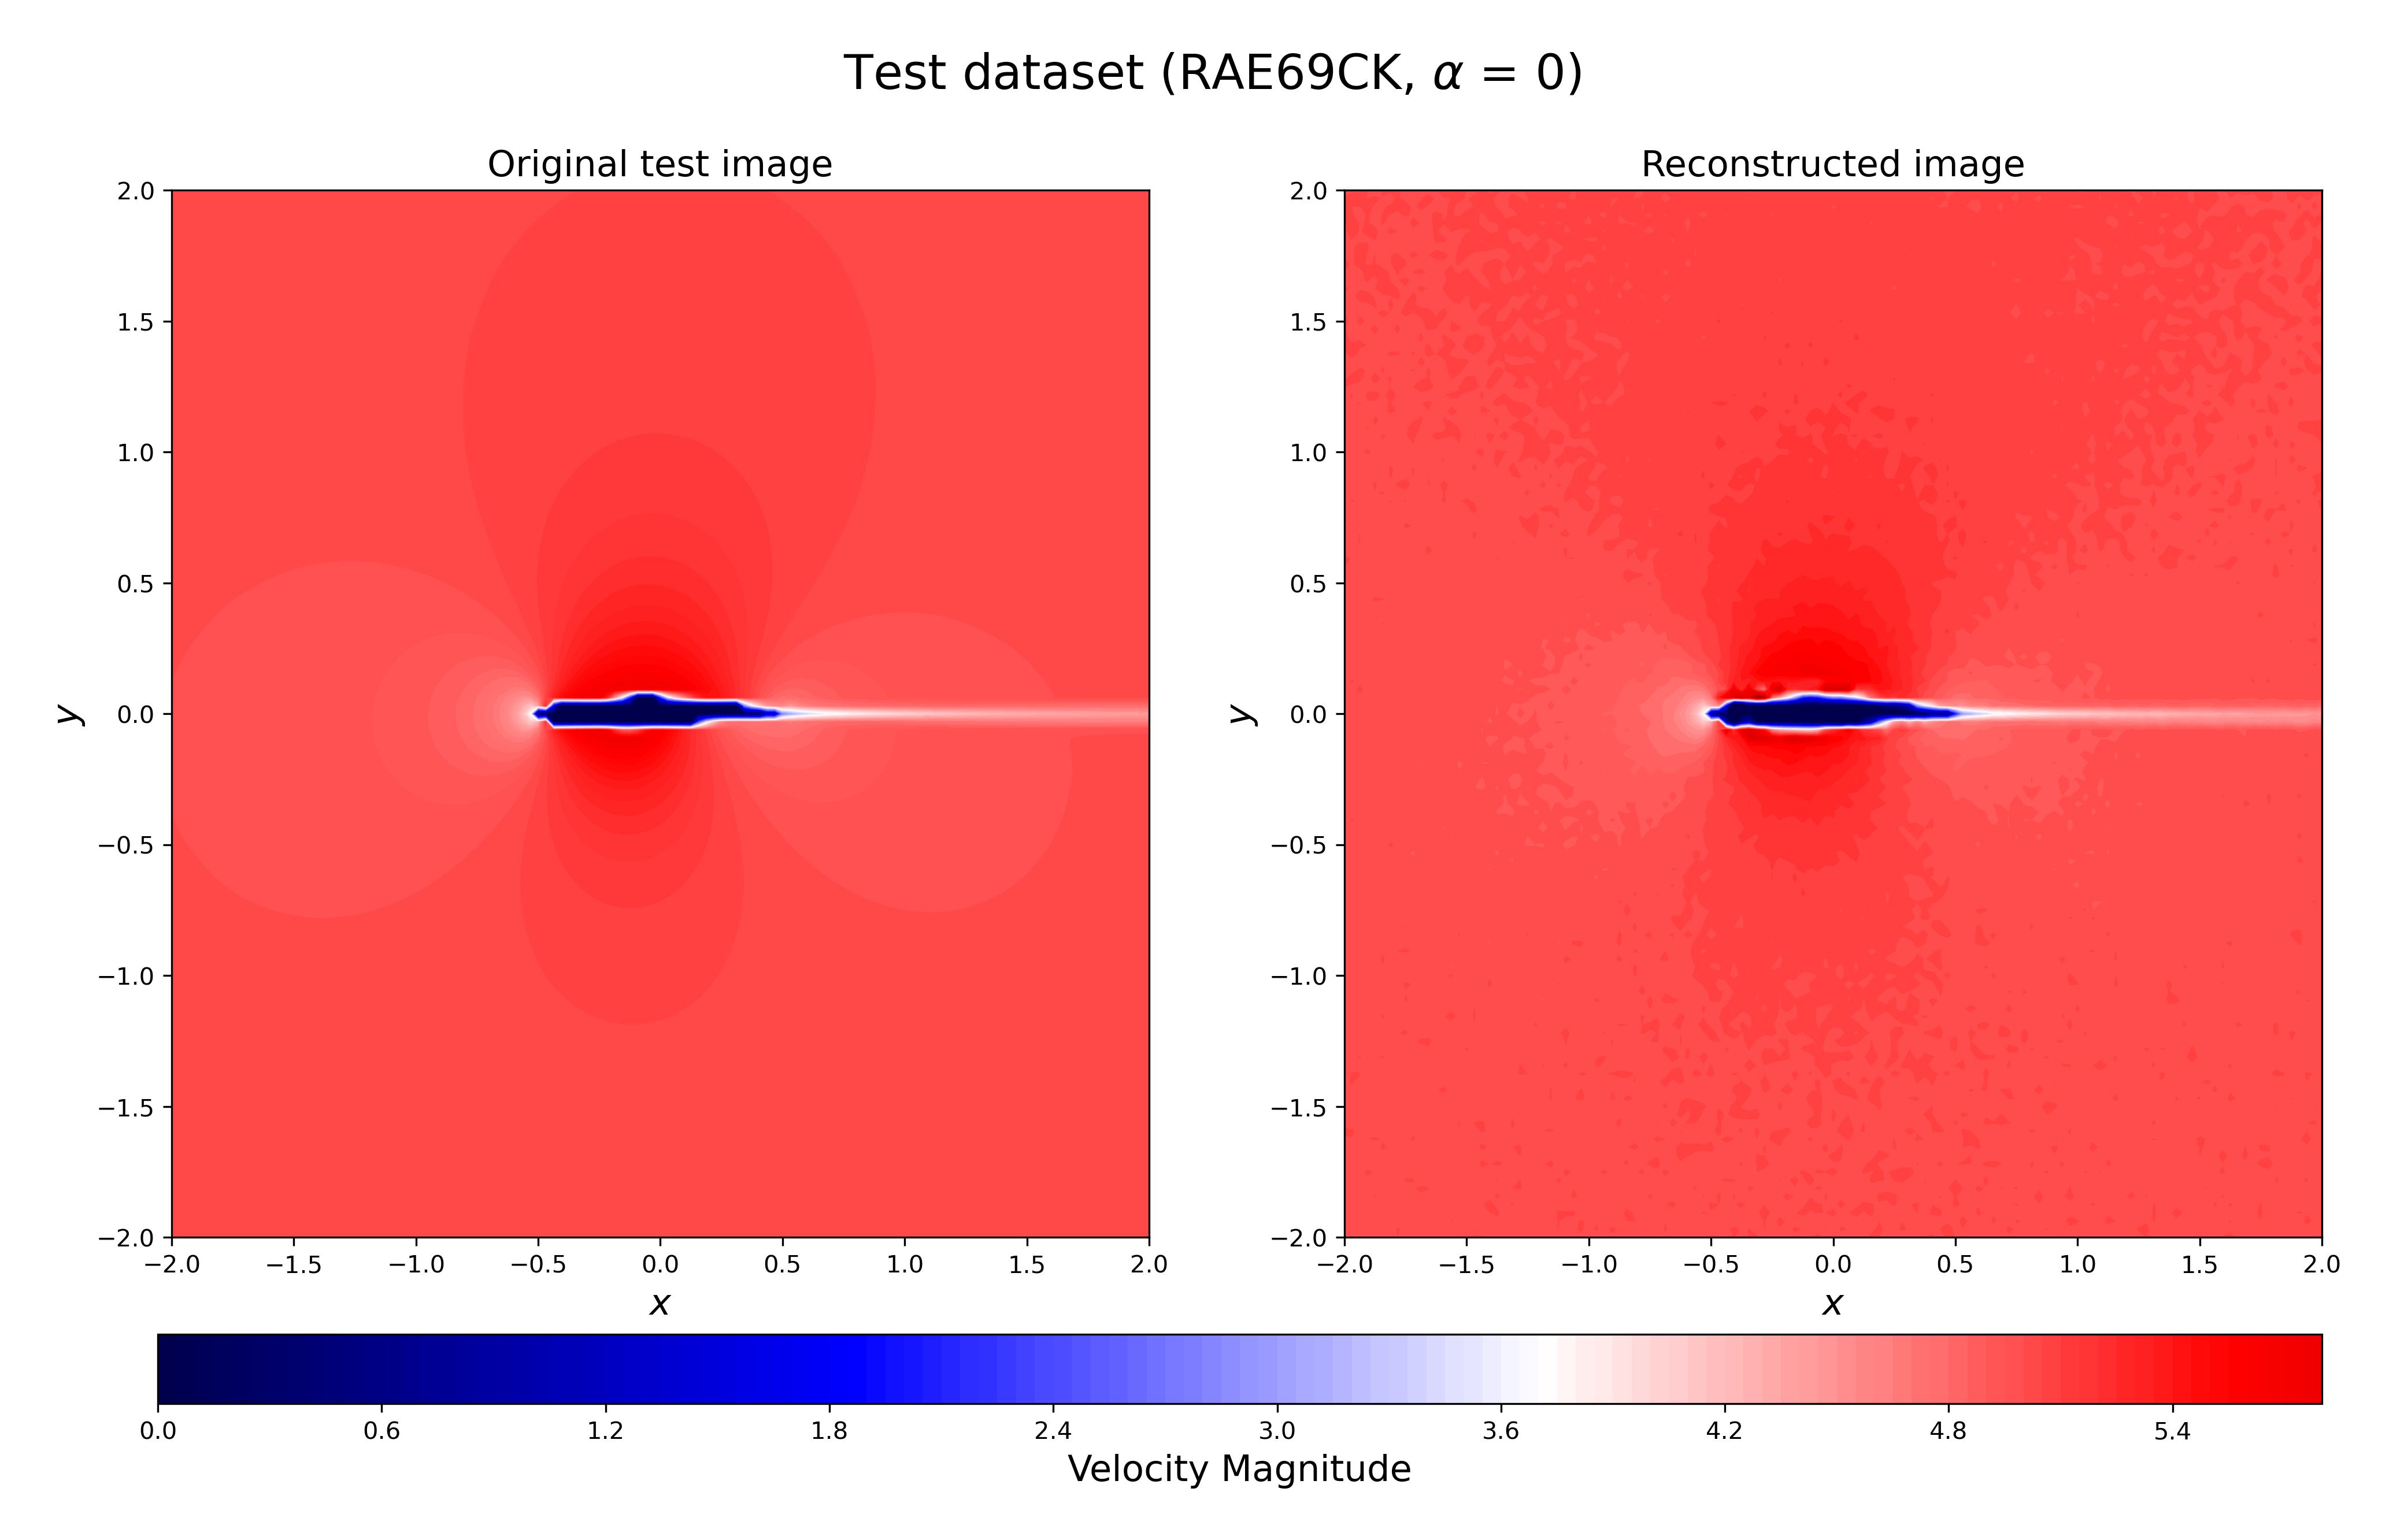 Test dataset (RAE69CK, α = 0)
Original test image
2.0
1.5
1.0
0.5
0.0
−0.5
−1.0
−1.5
−2.0
y
−2.0 −1.5 −1.0 −0.5 0.0 0.5 1.0 1.5 2.0
x
Reconstructed image
2.0
1.5
1.0
0.5
0.0
−0.5
−1.0
−1.5
−2.0
y
−2.0 −1.5 −1.0 −0.5 0.0 0.5 1.0 1.5 2.0
x
0.0 0.6 1.2 1.8 2.4 3.0 3.6 4.2 4.8 5.4
Velocity Magnitude